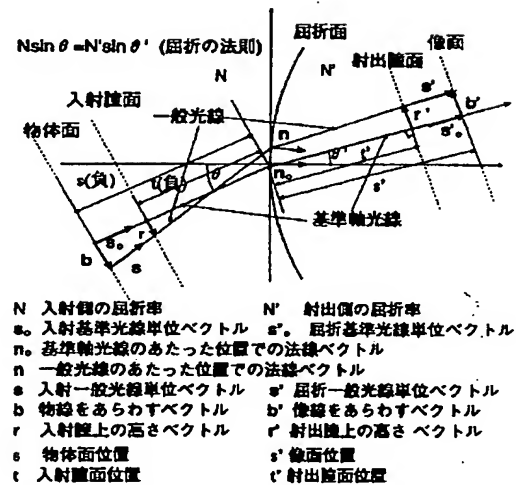 Nsinθ=N'sinθ' (屈折の法則)
屈折面
像面
射出瞳面
N
N'
入射瞳面
一般光線
物体面
s'
b'
r'
s'₀
n
θ'
t'
s(負)
t(負)
θ
n₀
s'
基準軸光線
s₀
r
b
s
N 入射側の屈折率
N' 射出側の屈折率
s₀ 入射基準光線単位ベクトル
s'₀ 屈折基準光線単位ベクトル
n₀ 基準軸光線のあたった位置での法線ベクトル
n 一般光線のあたった位置での法線ベクトル
s 入射一般光線単位ベクトル
s' 屈折一般光線単位ベクトル
b 物線をあらわすベクトル
b' 像線をあらわすベクトル
r 入射瞳上の高さベクトル
r' 射出瞳上の高さ ベクトル
s 物体面位置
s' 像面位置
t 入射瞳面位置
t' 射出瞳面位置